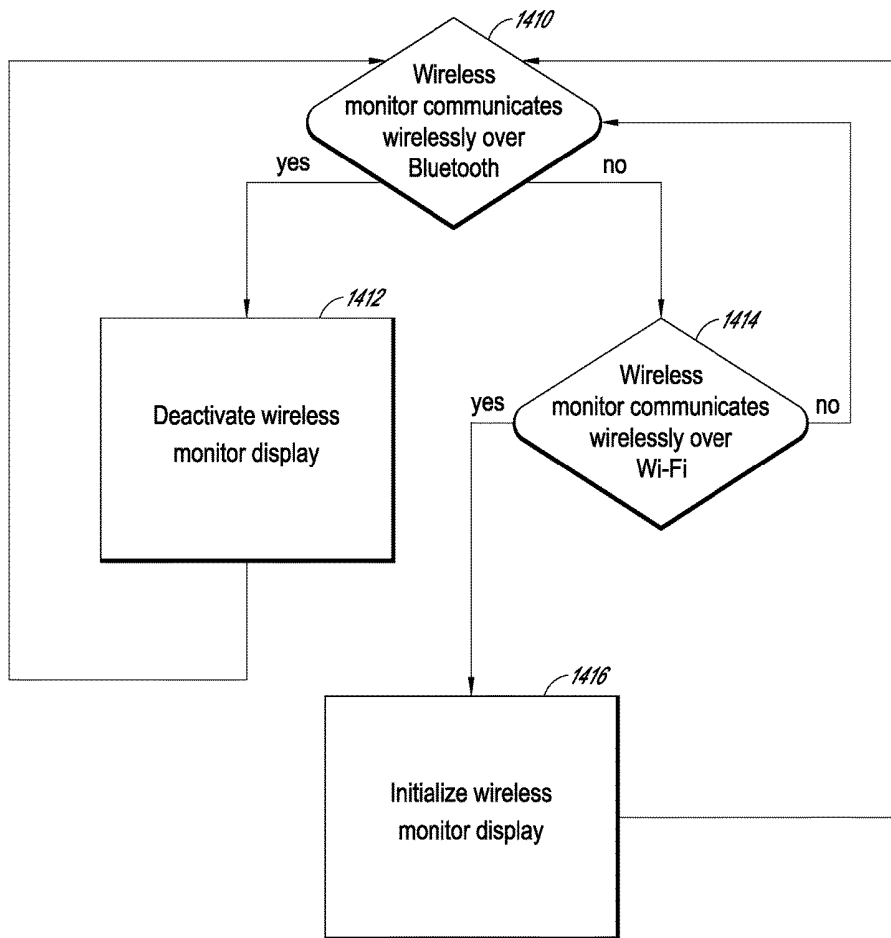 1410
Wireless
monitor communicates
wirelessly over
Bluetooth
yes
no
1412
Deactivate wireless
monitor display
1414
Wireless
monitor communicates
wirelessly over
Wi-Fi
yes
no
1416
Initialize wireless
monitor display